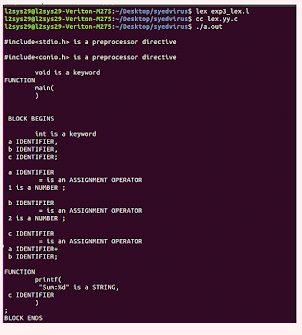 l2sys29@l2sys29-Veriton-M275:~/Desktop/syedvirus$ lex exp3_lex.l
l2sys29@l2sys29-Veriton-M275:~/Desktop/syedvirus$ cc lex.yy.c
l2sys29@l2sys29-Veriton-M275:~/Desktop/syedvirus$ ./a.out
#include<stdio.h> is a preprocessor directive
#include<conio.h> is a preprocessor directive
void is a keyword
FUNCTION
main(
)
BLOCK BEGINS
int is a keyword
a IDENTIFIER,
b IDENTIFIER,
c IDENTIFIER;
a IDENTIFIER
= is an ASSIGNMENT OPERATOR
1 is a NUMBER ;
b IDENTIFIER
= is an ASSIGNMENT OPERATOR
2 is a NUMBER ;
c IDENTIFIER
= is an ASSIGNMENT OPERATOR
a IDENTIFIER+
b IDENTIFIER;
FUNCTION
printf(
"Sum:%d" is a STRING,
c IDENTIFIER
)
;
BLOCK ENDS